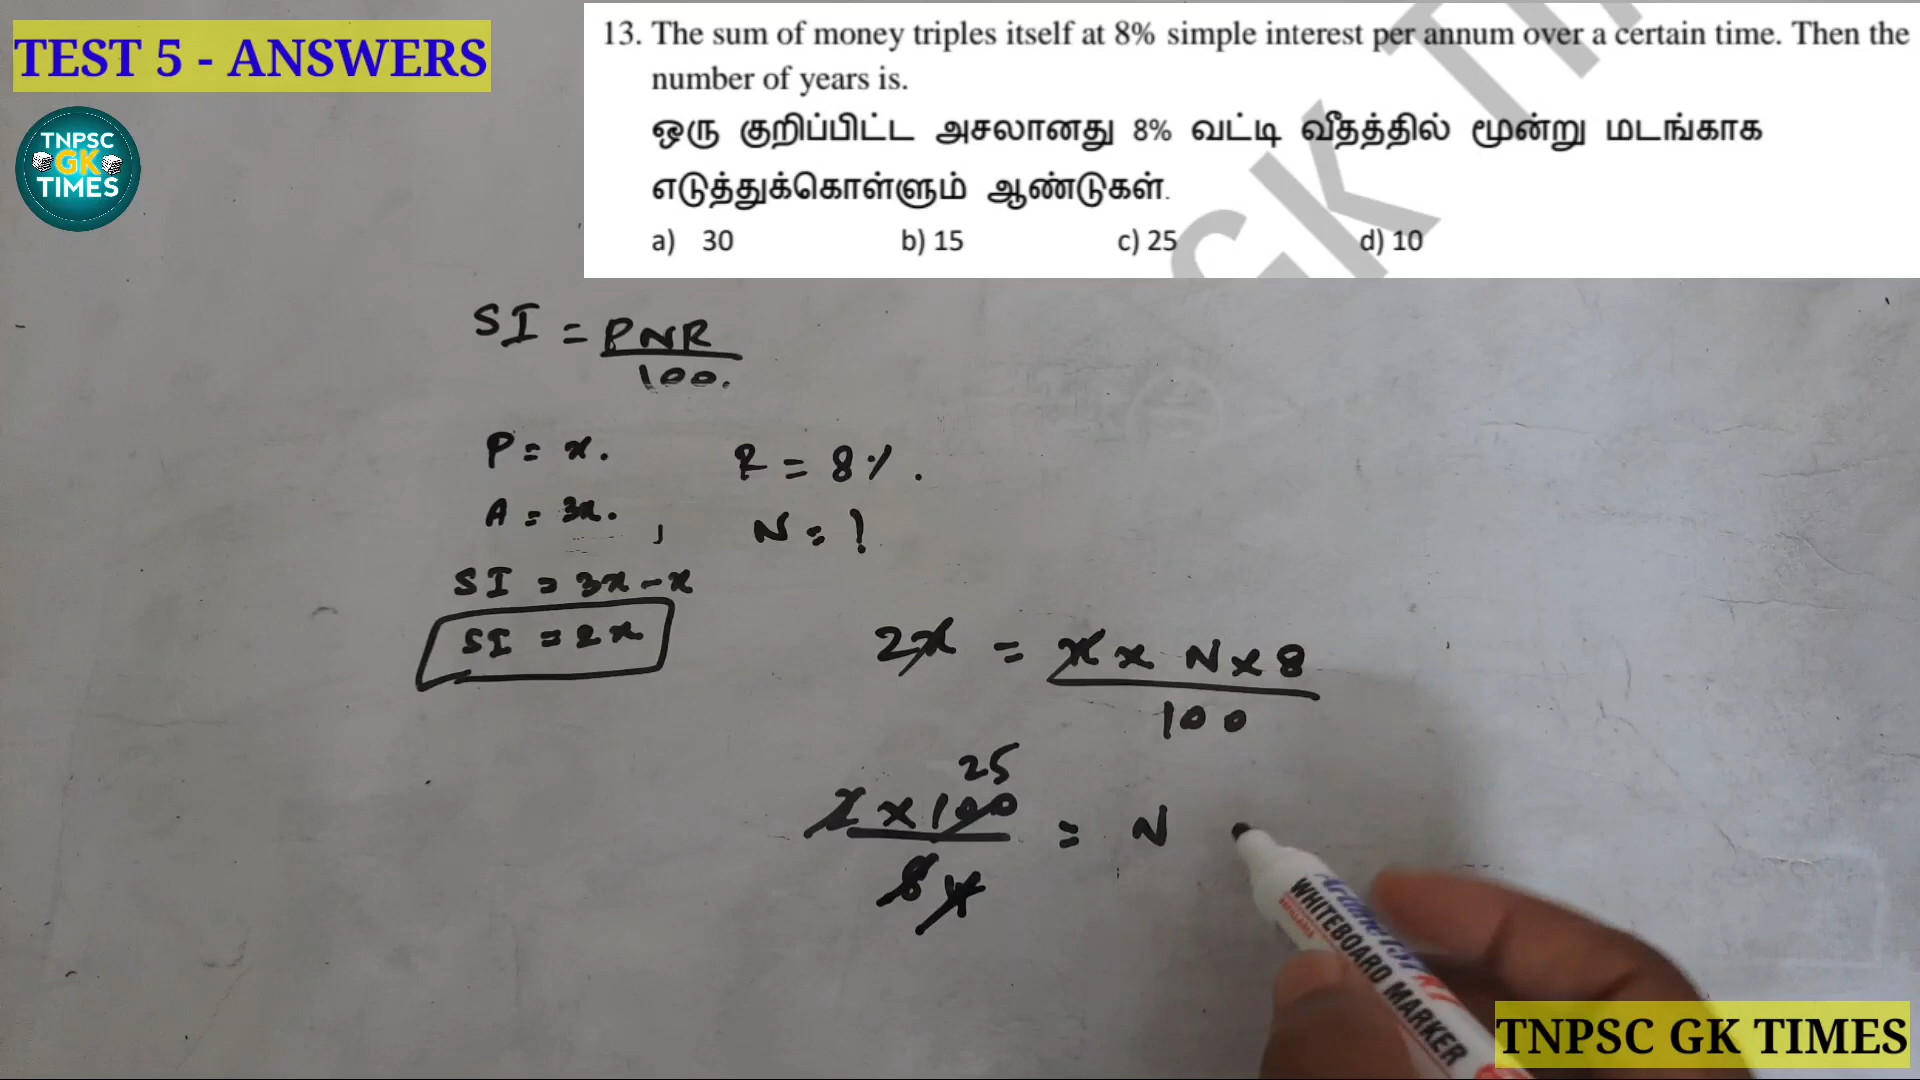 TEST 5 - ANSWERS
TNPSC
GK
TIMES
13. The sum of money triples itself at 8% simple interest per annum over a certain time. Then the
number of years is.
ஒரு குறிப்பிட்ட அசலானது 8% வட்டி வீதத்தில் மூன்று மடங்காக
எடுத்துக்கொள்ளும் ஆண்டுகள்.
a) 30 b) 15 c) 25 d) 10
GK TI
SI = PNR
100.
P = x. R = 8%.
A = 3x. , N = !
SI = 3x - x
SI = 2x
2x = x x N x 8
100
25
2 x 100 = N
8 4
WHITEBOARD MARKER
TNPSC GK TIMES